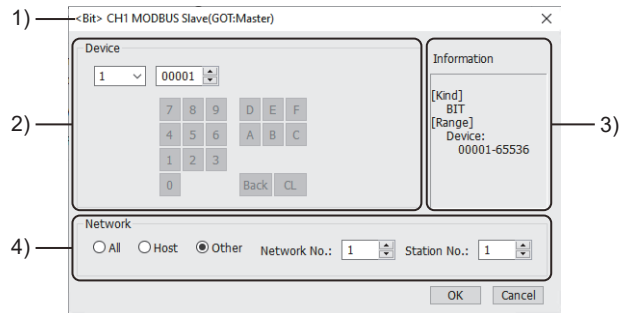 1)
<Bit> CH1 MODBUS Slave(GOT:Master)
Device
1 00001
7 8 9 D E F
4 5 6 A B C
1 2 3
0 Back CL
2)
Information
[Kind]
BIT
[Range]
Device:
00001-65536
3)
Network
4)
All Host Other Network No.: 1 Station No.: 1
OK Cancel